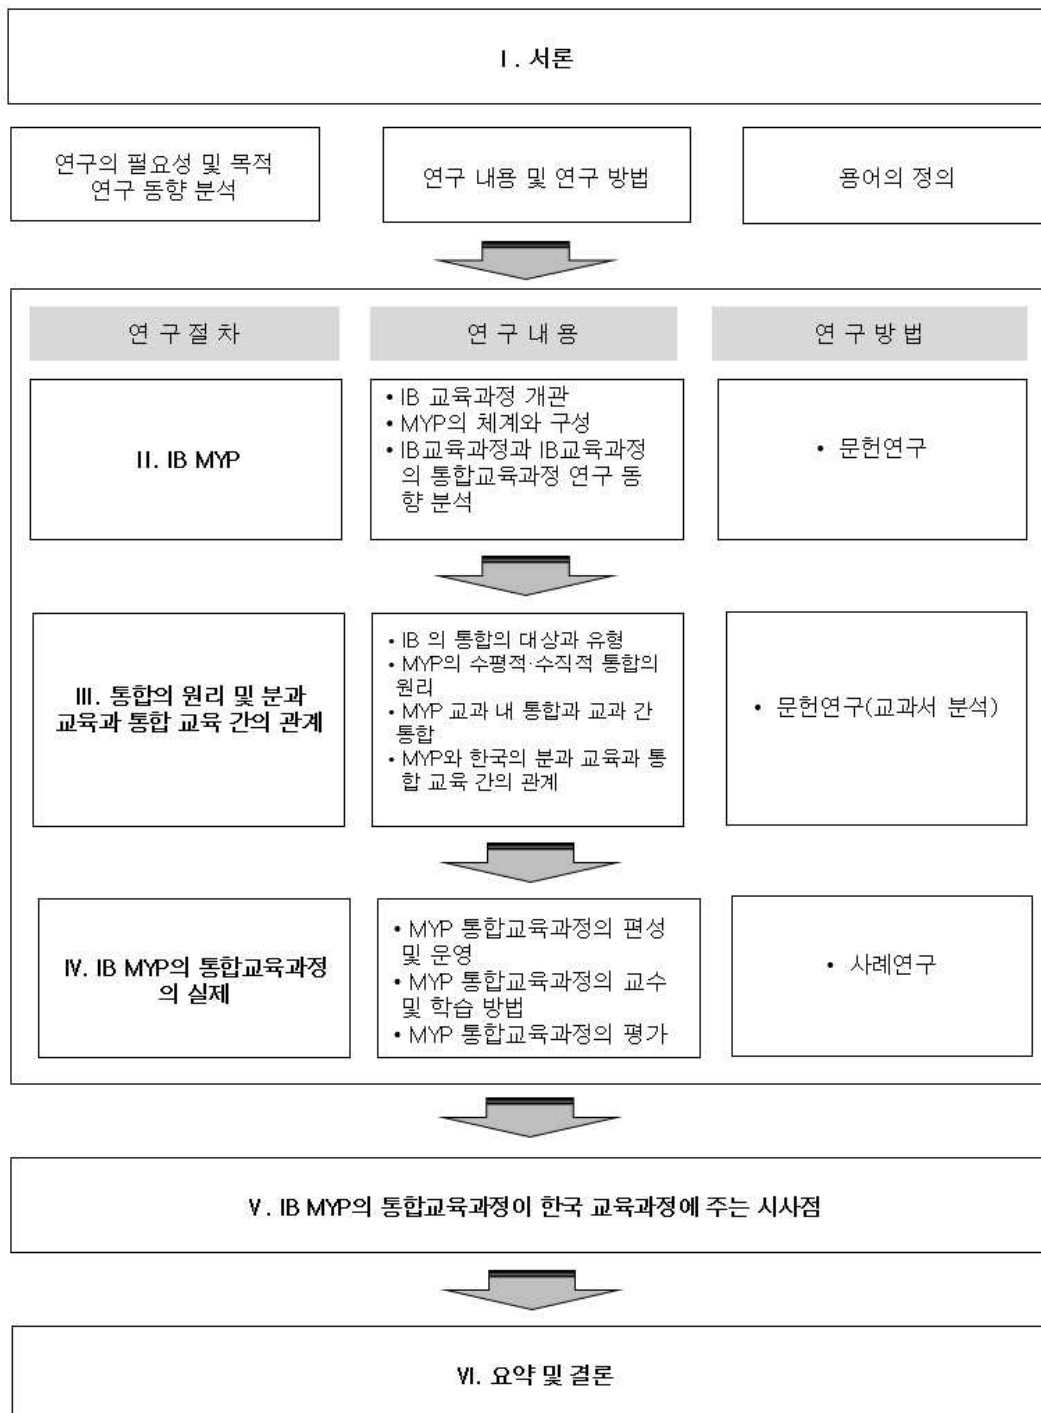 Ⅰ. 서론
연구의 필요성 및 목적
연구 동향 분석
연구 내용 및 연구 방법
용어의 정의
연 구 절 차
연 구 내 용
연 구 방 법
II. IB MYP
• IB 교육과정 개관
• MYP의 체계와 구성
• IB교육과정과 IB교육과정
의 통합교육과정 연구 동
향 분석
• 문헌연구
Ⅲ. 통합의 원리 및 분과
교육과 통합 교육 간의 관계
• IB 의 통합의 대상과 유형
• MYP의 수평적·수직적 통합의
원리
• MYP 교과 내 통합과 교과 간
통합
• MYP와 한국의 분과 교육과 통
합 교육 간의 관계
• 문헌연구(교과서 분석)
Ⅳ. IB MYP의 통합교육과정
의 실제
• MYP 통합교육과정의 편성
및 운영
• MYP 통합교육과정의 교수
및 학습 방법
• MYP 통합교육과정의 평가
• 사례연구
Ⅴ. IB MYP의 통합교육과정이 한국 교육과정에 주는 시사점
Ⅵ. 요약 및 결론